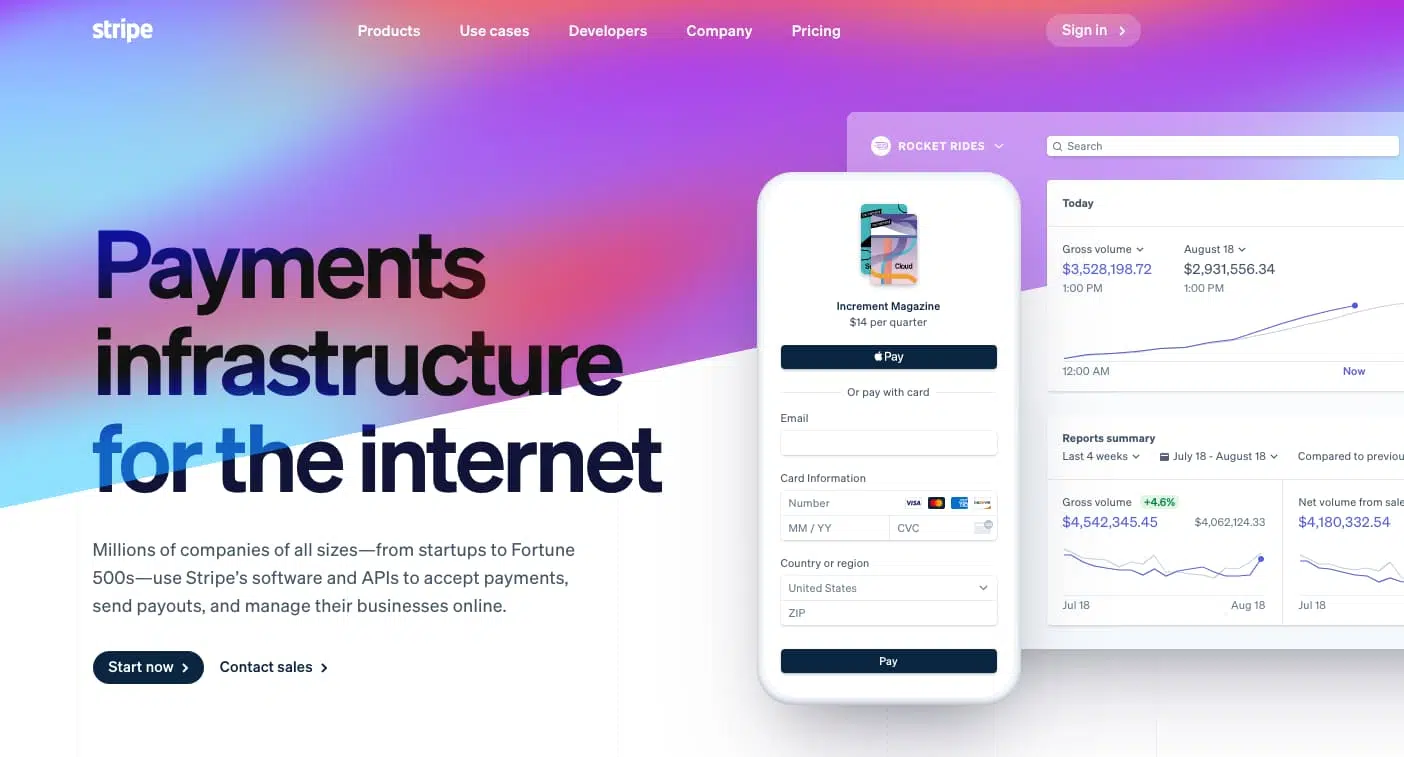 stripe
Products
Use cases
Developers
Company
Pricing
Sign in
Payments
infrastructure
for the internet
Millions of companies of all sizes—from startups to Fortune
500s—use Stripe’s software and APIs to accept payments,
send payouts, and manage their businesses online.
Start now
Contact sales
ROCKET RIDES
Search
Cloud
Increment Magazine
$14 per quarter
Pay
Or pay with card
Email
Card Information
Number
VISA
MM / YY
CVC
Country or region
United States
ZIP
Pay
Today
Gross volume
August 18
$3,528,198.72
$2,931,556.34
1:00 PM
1:00 PM
12:00 AM
Now
Reports summary
Last 4 weeks
July 18 - August 18
Compared to previou
Gross volume +4.6%
$4,542,345.45
$4,062,124.33
Jul 18
Aug 18
Net volume from sale
$4,180,332.54
Jul 18